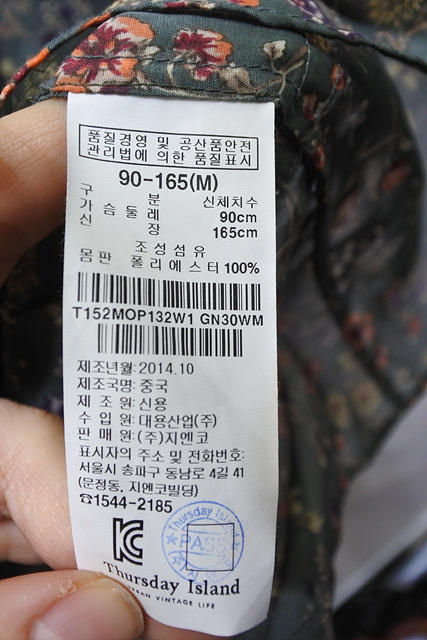 품질경영 및 공산품안전
관리법에 의한 품질표시
90-165(M)
구 분 신체치수
가 슴 둘 레 90cm
신 장 165cm
조성섬유
몸판 폴리에스터 100%
T152MOP132W1 GN30WM
제조년월:2014.10
제조국명:중국
제 조 원:신용
수 입 원:대용산업(주)
판 매 원:(주)지엔코
표시자의 주소 및 전화번호:
서울시 송파구 동남로 4길 41
(문정동, 지엔코빌딩)
☎1544-2185
Thursday
PASS
KC
Thursday Island
VINTAGE LIFE